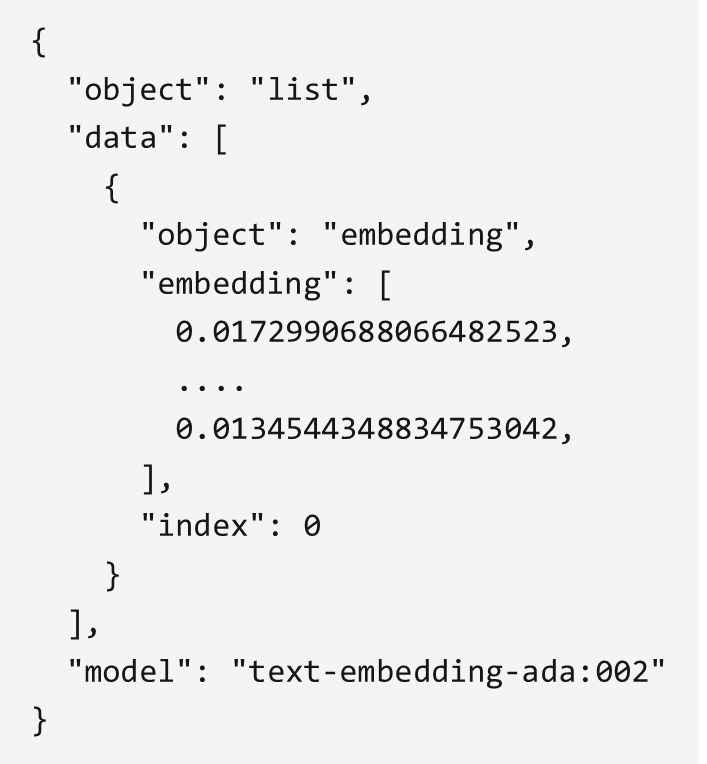 {
  "object": "list",
  "data": [
    {
      "object": "embedding",
      "embedding": [
        0.0172990688066482523,
        ....
        0.0134544348834753042,
      ],
      "index": 0
    }
  ],
  "model": "text-embedding-ada:002"
}